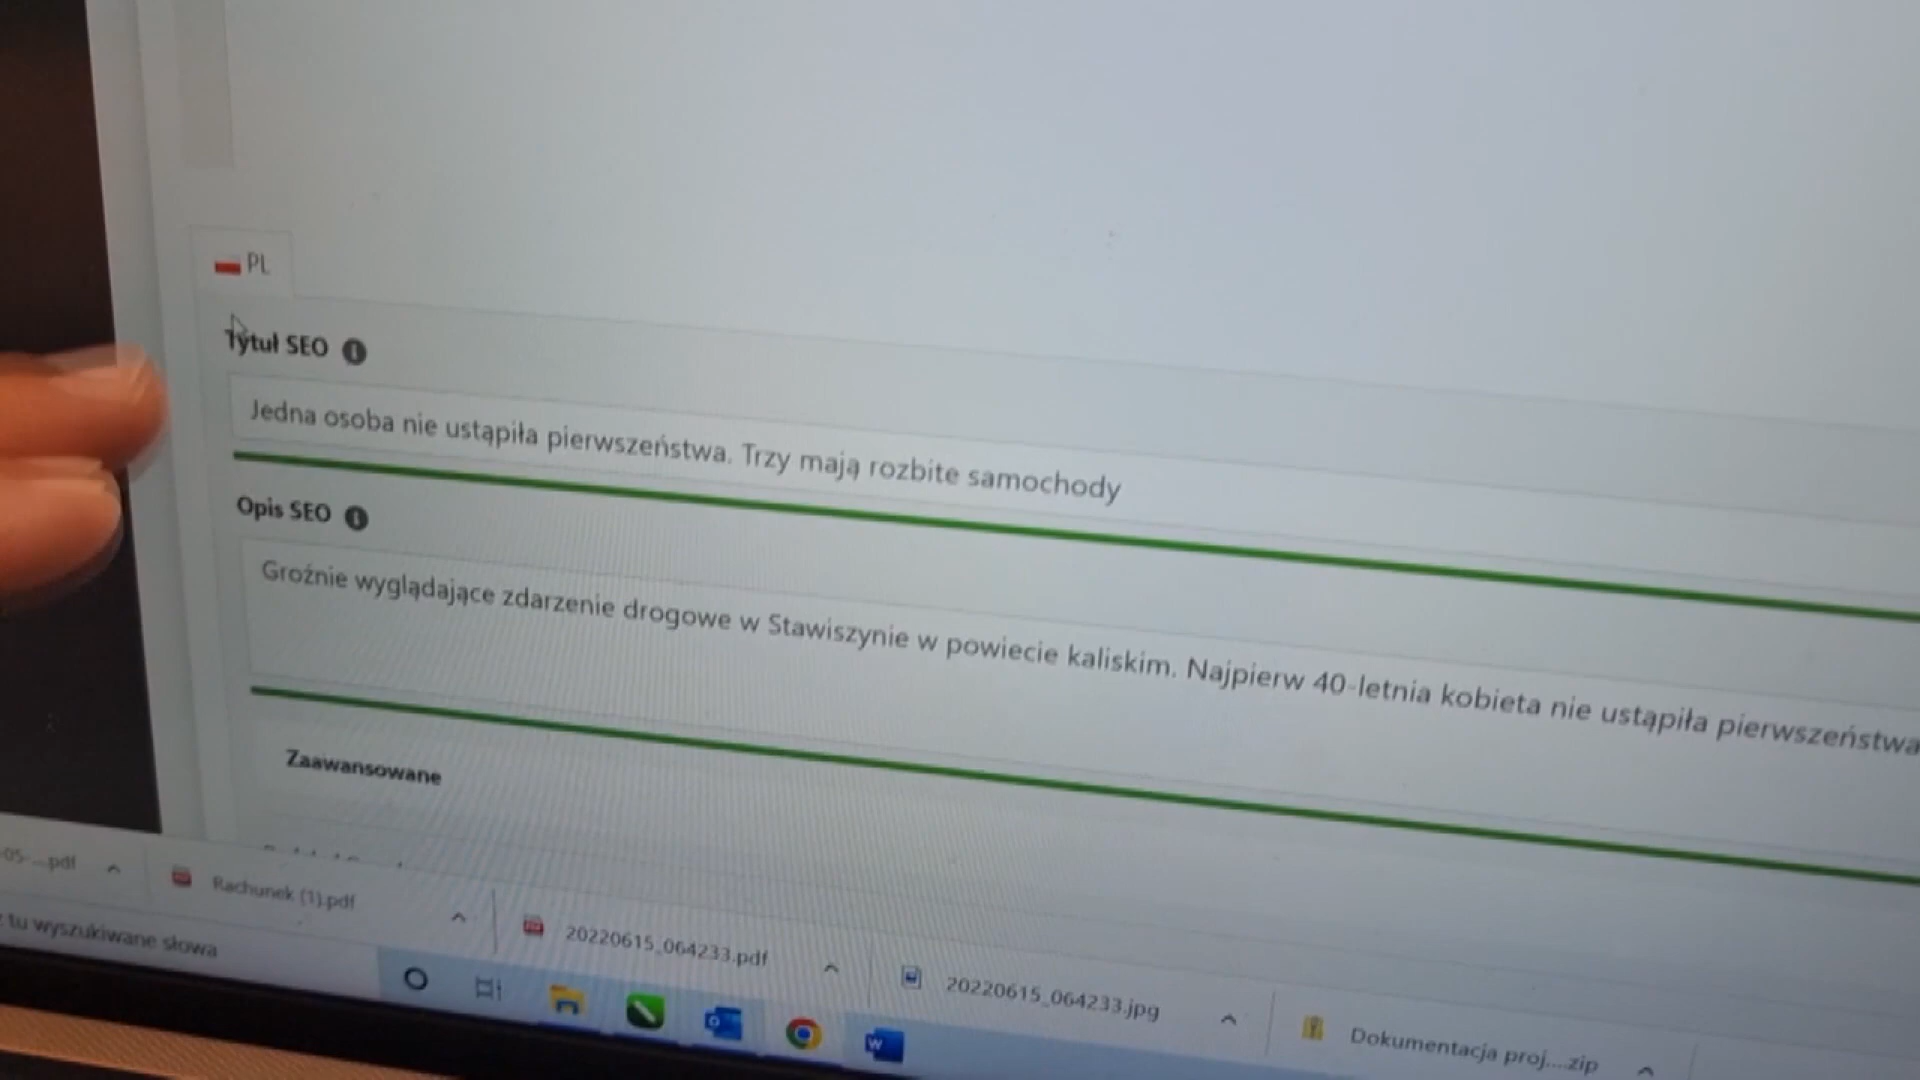 PL
Tytuł SEO
Jedna osoba nie ustąpiła pierwszeństwa. Trzy mają rozbite samochody
Opis SEO
Groźnie wyglądające zdarzenie drogowe w Stawiszynie w powiecie kaliskim. Najpierw 40-letnia kobieta nie ustąpiła pierwszeństwa
Zaawansowane
-05-...pdf
Rachunek (1).pdf
20220615_064233.pdf
20220615_064233.jpg
Dokumentacja proj....zip
tu wyszukiwane słowa